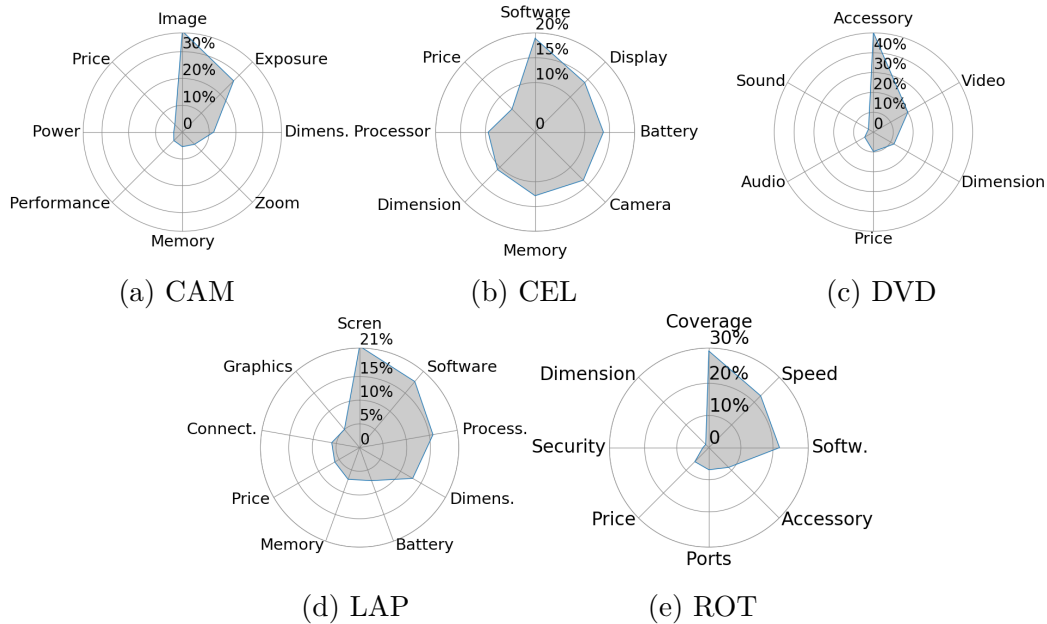 Image
30%
20%
10%
0
Price
Exposure
Power
Dimens.
Performance
Zoom
Memory
(a) CAM
Software
20%
15%
10%
0
Price
Display
Processor
Battery
Dimension
Camera
Memory
(b) CEL
Accessory
40%
30%
20%
10%
0
Sound
Video
Audio
Dimension
Price
(c) DVD
Scren
21%
15%
10%
5%
0
Graphics
Software
Connect.
Process.
Price
Dimens.
Memory
Battery
(d) LAP
Coverage
30%
20%
10%
0
Dimension
Speed
Security
Softw.
Price
Accessory
Ports
(e) ROT